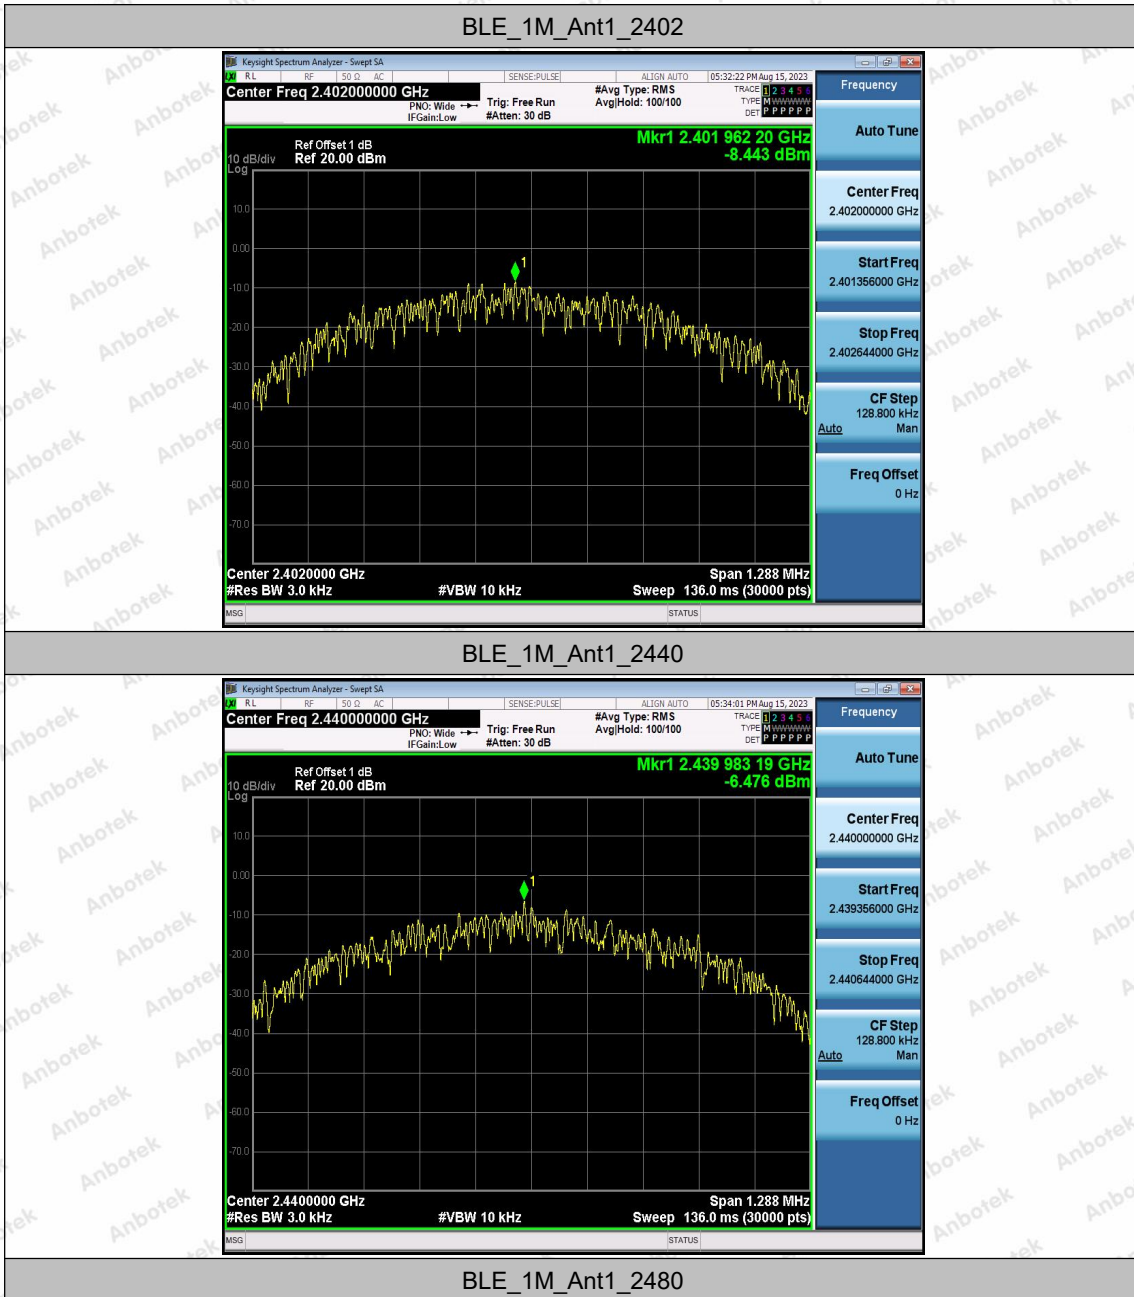 BLE_1M_Ant1_2402
Keysight Spectrum Analyzer - Swept SA
LXI RL RF 50 Ω AC SENSE:PULSE ALIGN AUTO 05:32:22 PM Aug 15, 2023
Center Freq 2.402000000 GHz
PNO: Wide
IFGain:Low
Trig: Free Run
#Atten: 30 dB
#Avg Type: RMS
Avg|Hold: 100/100
TRACE 1 2 3 4 5 6
TYPE M WWWWW
DET P P P P P P
Frequency
Auto Tune
Center Freq
2.402000000 GHz
Start Freq
2.401356000 GHz
Stop Freq
2.402644000 GHz
CF Step
128.800 kHz
Auto Man
Freq Offset
0 Hz
Mkr1 2.401 962 20 GHz
-8.443 dBm
Ref Offset 1 dB
10 dB/div Ref 20.00 dBm
Log
10.0
0.00
1
-10.0
-20.0
-30.0
-40.0
-50.0
-60.0
-70.0
Center 2.4020000 GHz Span 1.288 MHz
#Res BW 3.0 kHz #VBW 10 kHz Sweep 136.0 ms (30000 pts)
MSG STATUS
BLE_1M_Ant1_2440
Keysight Spectrum Analyzer - Swept SA
LXI RL RF 50 Ω AC SENSE:PULSE ALIGN AUTO 05:34:01 PM Aug 15, 2023
Center Freq 2.440000000 GHz
PNO: Wide
IFGain:Low
Trig: Free Run
#Atten: 30 dB
#Avg Type: RMS
Avg|Hold: 100/100
TRACE 1 2 3 4 5 6
TYPE M WWWWW
DET P P P P P P
Frequency
Auto Tune
Center Freq
2.440000000 GHz
Start Freq
2.439356000 GHz
Stop Freq
2.440644000 GHz
CF Step
128.800 kHz
Auto Man
Freq Offset
0 Hz
Mkr1 2.439 983 19 GHz
-6.476 dBm
Ref Offset 1 dB
10 dB/div Ref 20.00 dBm
Log
10.0
0.00
1
-10.0
-20.0
-30.0
-40.0
-50.0
-60.0
-70.0
Center 2.4400000 GHz Span 1.288 MHz
#Res BW 3.0 kHz #VBW 10 kHz Sweep 136.0 ms (30000 pts)
MSG STATUS
BLE_1M_Ant1_2480
Anbotek